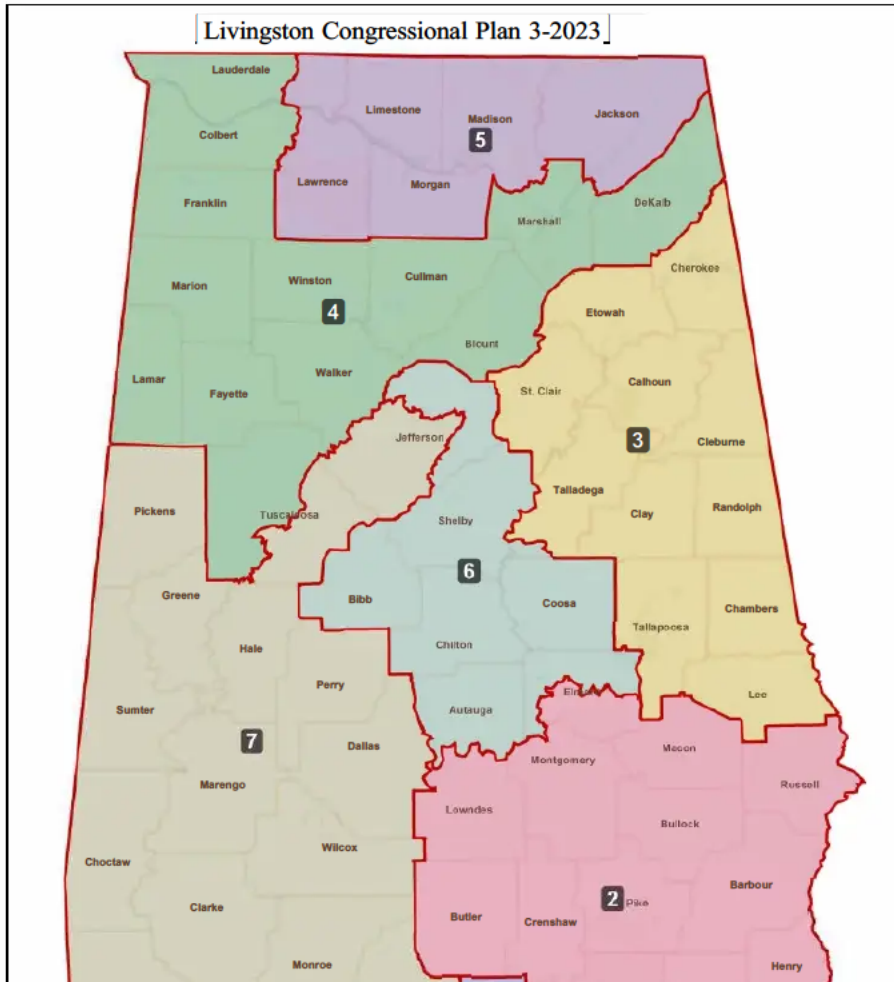 Livingston Congressional Plan 3-2023
Lauderdale
Limestone
Madison
Jackson
Colbert
5
Lawrence
Morgan
Franklin
DeKalb
Marshall
Cherokee
Marion
Winston
Cullman
4
Etowah
Blount
Lamar
Walker
Calhoun
Fayette
St. Clair
Jefferson
3
Cleburne
Talladega
Pickens
Tuscaloosa
Shelby
Clay
Randolph
6
Greene
Bibb
Coosa
Chambers
Tallapoosa
Hale
Chilton
Perry
Elmore
Lee
Sumter
Autauga
7
Dallas
Macon
Montgomery
Marengo
Russell
Lowndes
Bullock
Wilcox
Choctaw
Barbour
Clarke
2
Pike
Butler
Crenshaw
Monroe
Henry